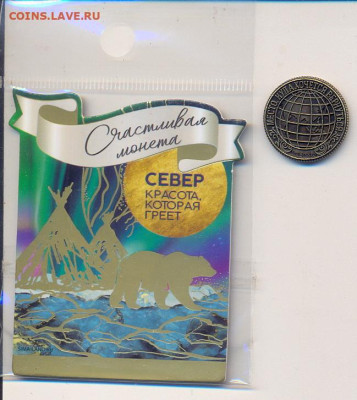 COINS.LAVE.RU
Счастливая
монета
СЕВЕР
КРАСОТА,
КОТОРАЯ
ГРЕЕТ